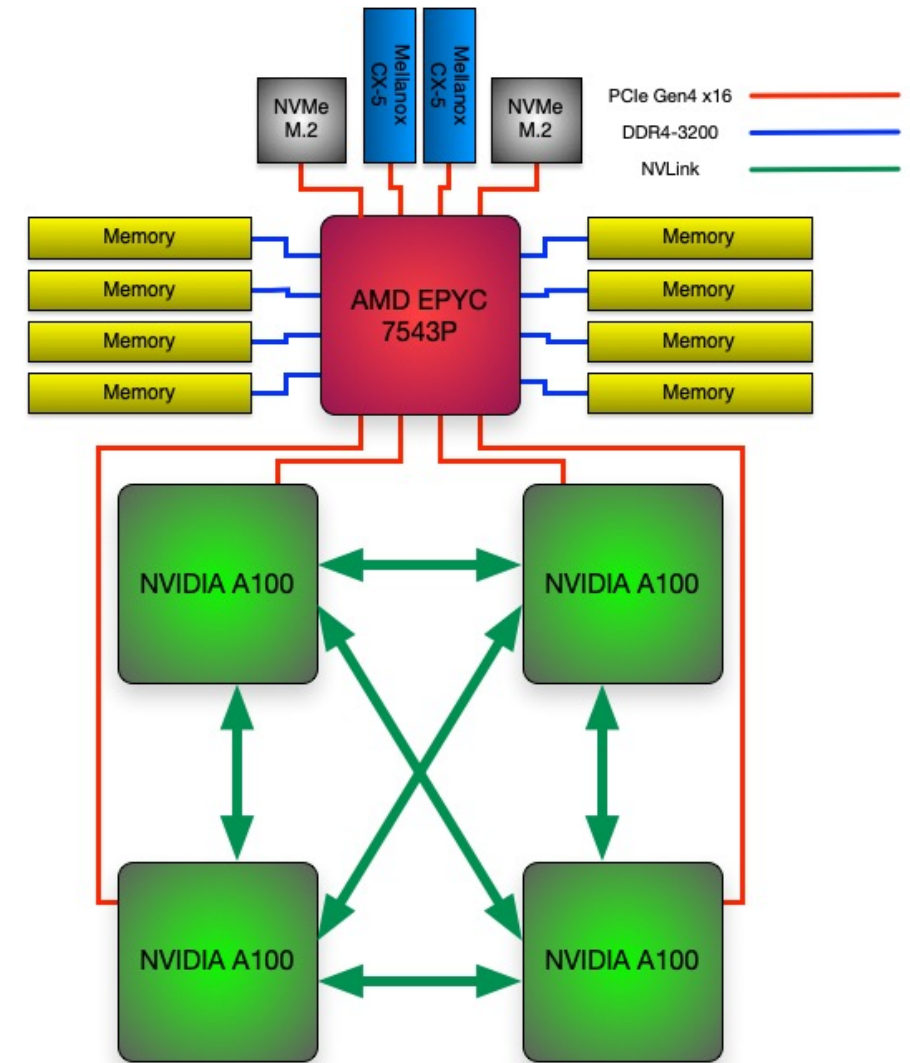 Mellanox
CX-5
Mellanox
CX-5
NVMe
M.2
NVMe
M.2
PCIe Gen4 x16
DDR4-3200
NVLink
Memory
Memory
Memory
Memory
Memory
Memory
Memory
Memory
AMD EPYC
7543P
NVIDIA A100
NVIDIA A100
NVIDIA A100
NVIDIA A100